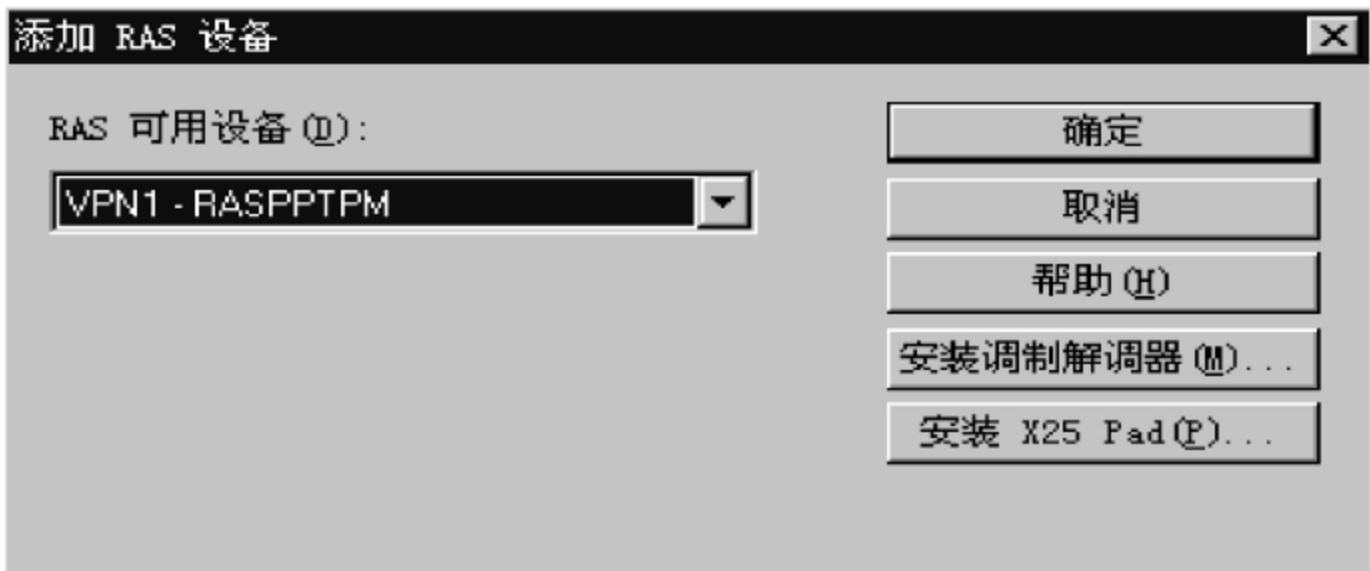 添加 RAS 设备
RAS 可用设备(D):
VPN1 - RASPPTPM
确定
取消
帮助(H)
安装调制解调器(M)...
安装 X25 Pad(P)...